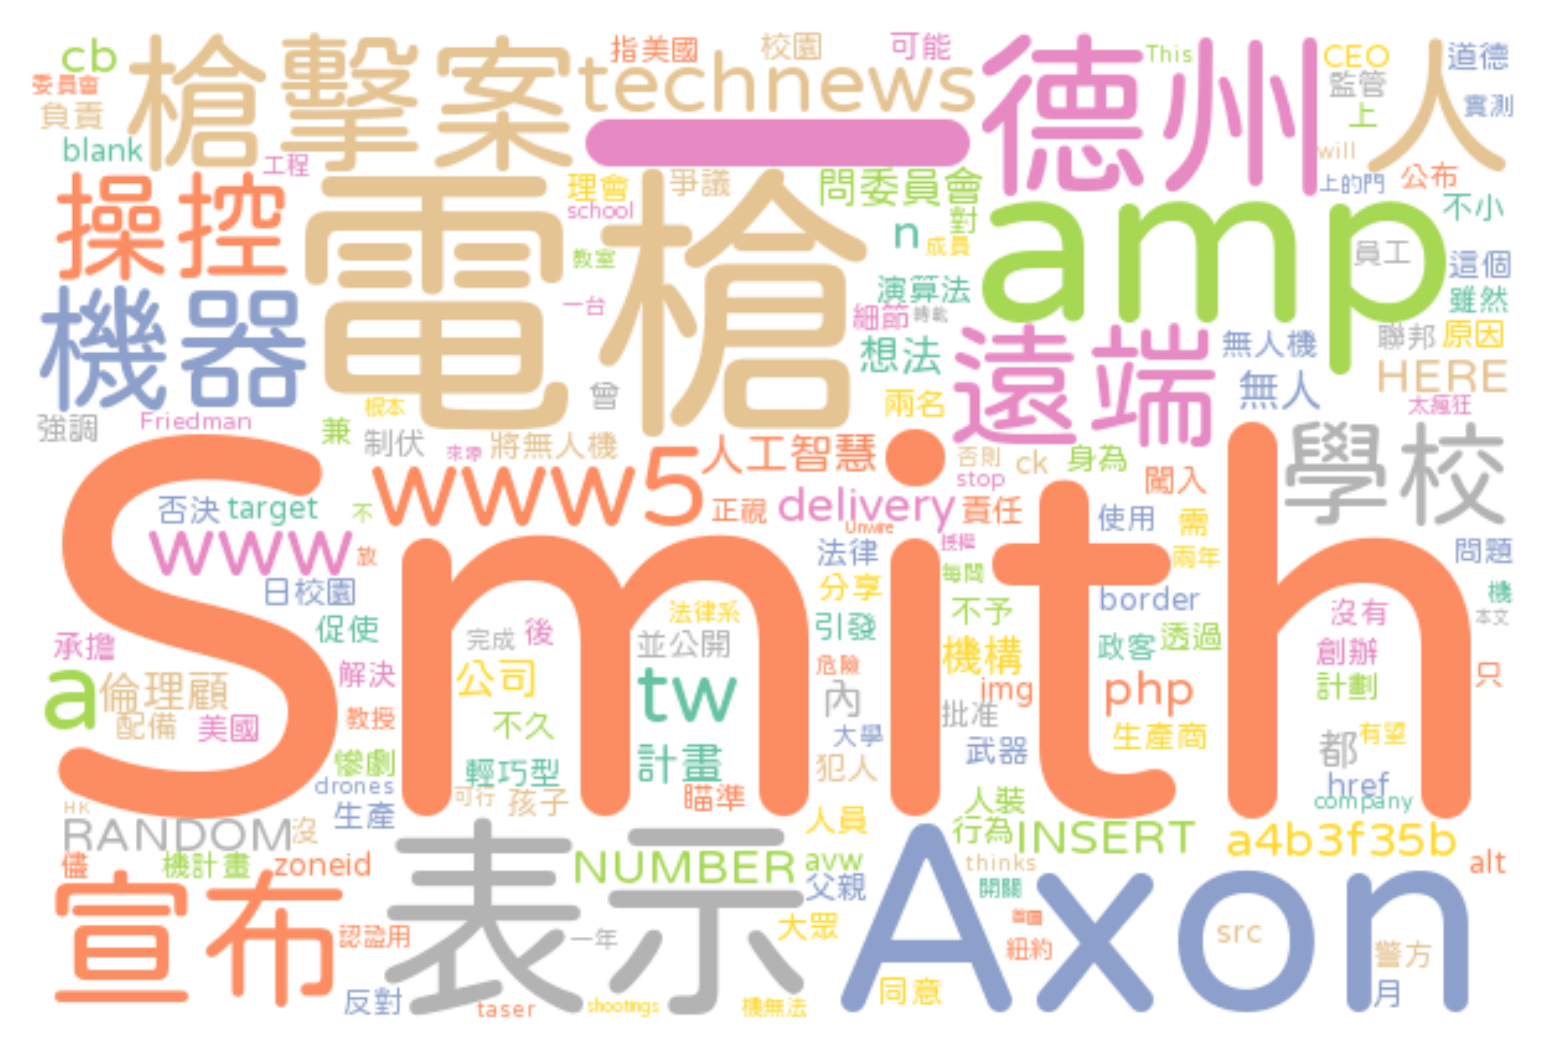 cb
槍擊案
指美國
校園
可能
technews
德州
This
CEO
人
道德
委員會
負責
監管
實測
上
blank
工程
一
will
上的門
公布
操控
電槍
理會
爭議
問委員會
school
n
對
成員
amp
不小
教室
員工
這個
機器
一台
演算法
細節
轉載
雖然
遠端
無人機
聯邦
原因
想法
HERE
無人
曾
兩名
太瘋狂
根本
強調
Friedman
兼
制伏
來源
將無人機
人工智慧
否則
ck
身為
學校
Smith
www5
stop
闖入
否決
target
不
正視
delivery
責任
使用
需
www
放
Unwire
授權
法律
兩年
問題
日校園
分享
每間
border
機
促使
法律系
引發
不予
沒有
本文
承擔
完成
後
並公開
政客
透過
創辦
a
倫理顧
解決
公司
tw
危險
機構
img
php
計劃
只
配備
美國
教授
不久
內
批准
大學
武器
生產商
都
有望
慘劇
輕巧型
計畫
犯人
drones
href
HK
生產
可行
孩子
瞄準
人裝
company
RANDOM
沒
表示
人員
行為
INSERT
a4b3f35b
儘
機計畫
zoneid
NUMBER
avw
thinks
alt
宣布
父親
開關
Axon
認證用
一年
大眾
首圖
紐約
src
警方
反對
taser
shootings
機無法
同意
月